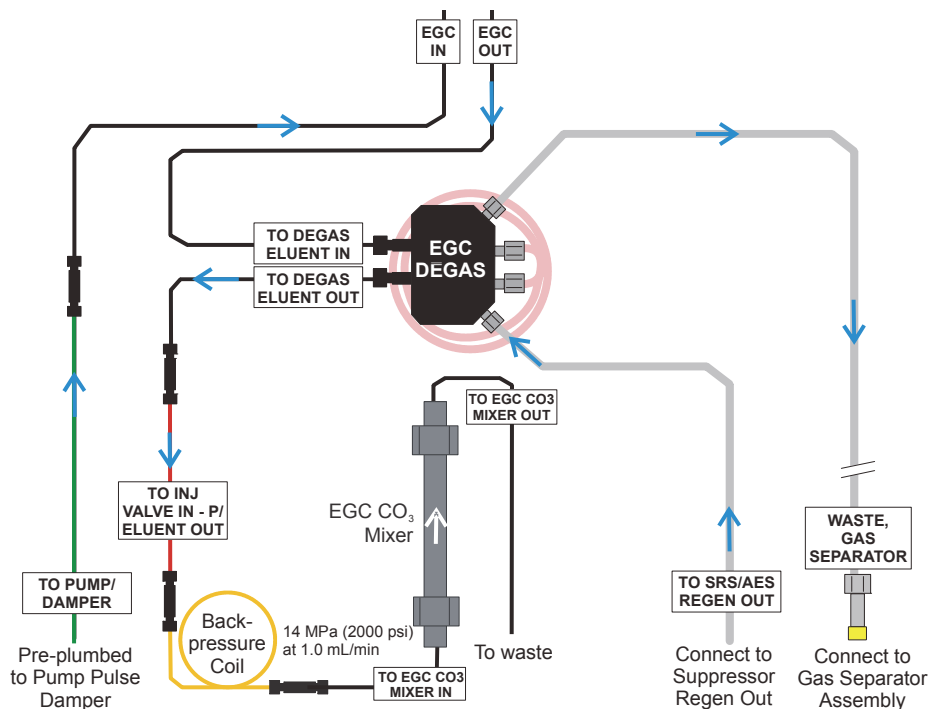 EGC
IN
EGC
OUT
TO DEGAS
ELUENT IN
EGC
DEGAS
TO DEGAS
ELUENT OUT
TO EGC CO3
MIXER OUT
TO INJ
VALVE IN - P/
ELUENT OUT
EGC CO₃
Mixer
WASTE,
GAS
SEPARATOR
TO PUMP/
DAMPER
TO SRS/AES
REGEN OUT
Back-
pressure
Coil
14 MPa (2000 psi)
at 1.0 mL/min
To waste
TO EGC CO3
MIXER IN
Pre-plumbed
to Pump Pulse
Damper
Connect to
Suppressor
Regen Out
Connect to
Gas Separator
Assembly